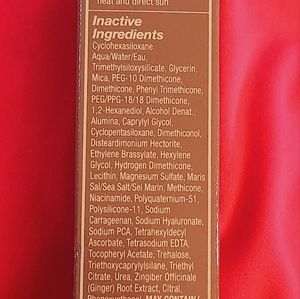 heat and direct sun
Inactive
Ingredients
Cyclohexasiloxane,
Aqua/Water/Eau,
Trimethylsiloxysilicate, Glycerin,
Mica, PEG-10 Dimethicone,
Dimethicone, Phenyl Trimethicone,
PEG/PPG-18/18 Dimethicone,
1,2-Hexanediol, Alcohol Denat.,
Alumina, Caprylyl Glycol,
Cyclopentasiloxane, Dimethiconol,
Disteardimonium Hectorite,
Ethylene Brassylate, Hexylene
Glycol, Hydrogen Dimethicone,
Lecithin, Magnesium Sulfate, Maris
Sal/Sea Salt/Sel Marin, Methicone,
Niacinamide, Polyquaternium-51,
Polysilicone-11, Sodium
Carrageenan, Sodium Hyaluronate,
Sodium PCA, Tetrahexyldecyl
Ascorbate, Tetrasodium EDTA,
Tocopheryl Acetate, Trehalose,
Triethoxycaprylylsilane, Triethyl
Citrate, Urea, Zingiber Officinale
(Ginger) Root Extract, Citral,
Phenoxyethanol, MAY CONTAIN /